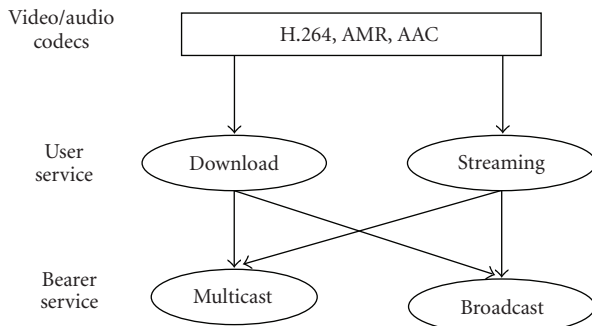 Video/audio
codecs
H.264, AMR, AAC
User
service
Download
Streaming
Bearer
service
Multicast
Broadcast